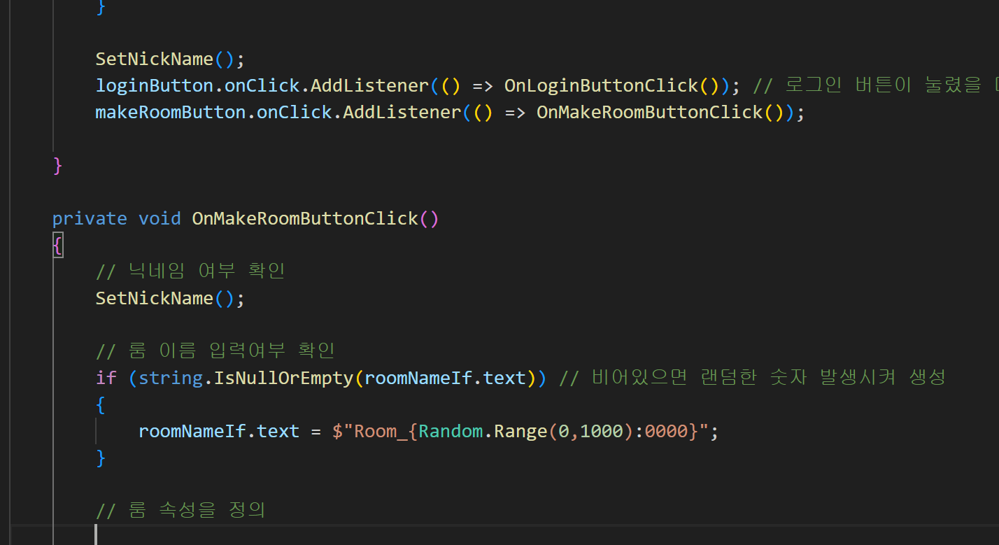 }
SetNickName();
loginButton.onClick.AddListener(() => OnLoginButtonClick()); // 로그인 버튼이 눌렸을
makeRoomButton.onClick.AddListener(() => OnMakeRoomButtonClick());
}
private void OnMakeRoomButtonClick()
{
// 닉네임 여부 확인
SetNickName();
// 룸 이름 입력여부 확인
if (string.IsNullOrEmpty(roomNameIf.text)) // 비어있으면 랜덤한 숫자 발생시켜 생성
{
roomNameIf.text = $"Room_{Random.Range(0,1000):0000}";
}
// 룸 속성을 정의